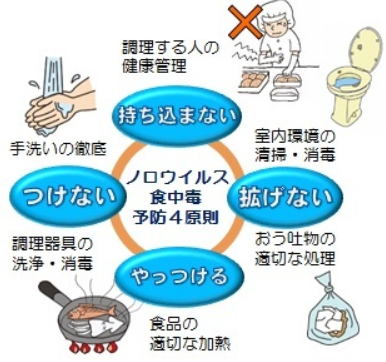 調理する人の
健康管理
持ち込まない
手洗いの徹底
室内環境の
清掃・消毒
つけない
ノロウイルス
食中毒
予防4原則
拡げない
調理器具の
洗浄・消毒
おう吐物の
適切な処理
やっつける
食品の
適切な加熱